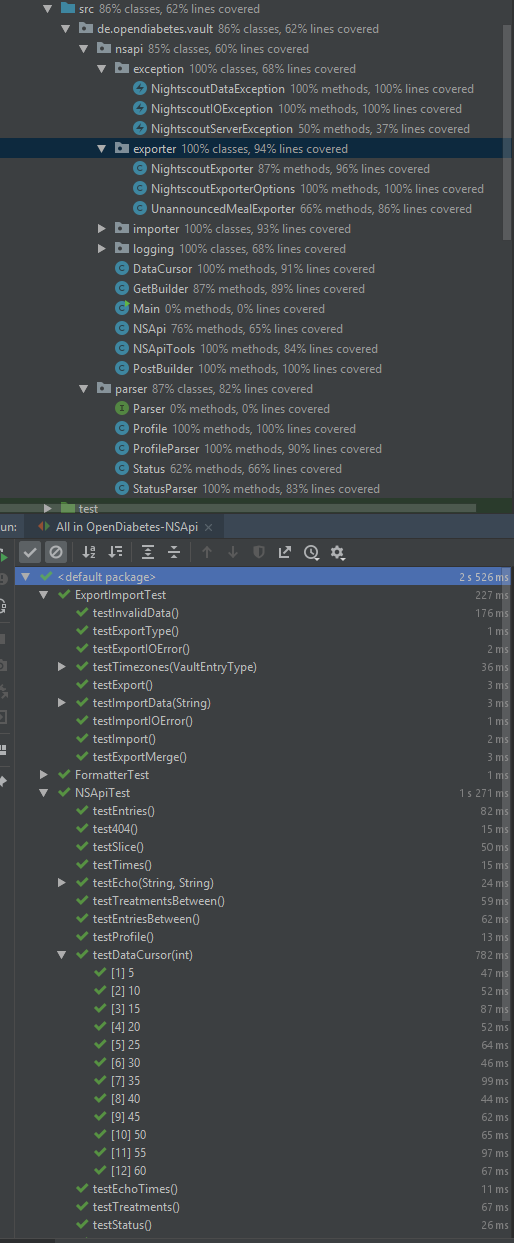 src 86% classes, 62% lines covered
de.opendiabetes.vault 86% classes, 62% lines covered
nsapi 85% classes, 60% lines covered
exception 100% classes, 68% lines covered
NightscoutDataException 100% methods, 100% lines covered
NightscoutIOException 100% methods, 100% lines covered
NightscoutServerException 50% methods, 37% lines covered
exporter 100% classes, 94% lines covered
NightscoutExporter 87% methods, 96% lines covered
NightscoutExporterOptions 100% methods, 100% lines covered
UnannouncedMealExporter 66% methods, 86% lines covered
importer 100% classes, 93% lines covered
logging 100% classes, 68% lines covered
DataCursor 100% methods, 91% lines covered
GetBuilder 87% methods, 89% lines covered
Main 0% methods, 0% lines covered
NSApi 76% methods, 65% lines covered
NSApiTools 100% methods, 84% lines covered
PostBuilder 100% methods, 100% lines covered
parser 87% classes, 82% lines covered
Parser 0% methods, 0% lines covered
Profile 100% methods, 100% lines covered
ProfileParser 100% methods, 90% lines covered
Status 62% methods, 66% lines covered
StatusParser 100% methods, 83% lines covered
test
un: All in OpenDiabetes-NSApi ×
<default package> 2 s 526 ms
ExportImportTest 227 ms
testInvalidData() 176 ms
testExportType() 1 ms
testExportIOError() 2 ms
testTimezones(VaultEntryType) 36 ms
testExport() 3 ms
testImportData(String) 3 ms
testImportIOError() 1 ms
testImport() 2 ms
testExportMerge() 3 ms
FormatterTest 1 ms
NSApiTest 1 s 271 ms
testEntries() 82 ms
test404() 15 ms
testSlice() 50 ms
testTimes() 15 ms
testEcho(String, String) 24 ms
testTreatmentsBetween() 59 ms
testEntriesBetween() 62 ms
testProfile() 13 ms
testDataCursor(int) 782 ms
[1] 5 47 ms
[2] 10 52 ms
[3] 15 87 ms
[4] 20 52 ms
[5] 25 64 ms
[6] 30 46 ms
[7] 35 99 ms
[8] 40 44 ms
[9] 45 62 ms
[10] 50 65 ms
[11] 55 97 ms
[12] 60 67 ms
testEchoTimes() 11 ms
testTreatments() 67 ms
testStatus() 26 ms